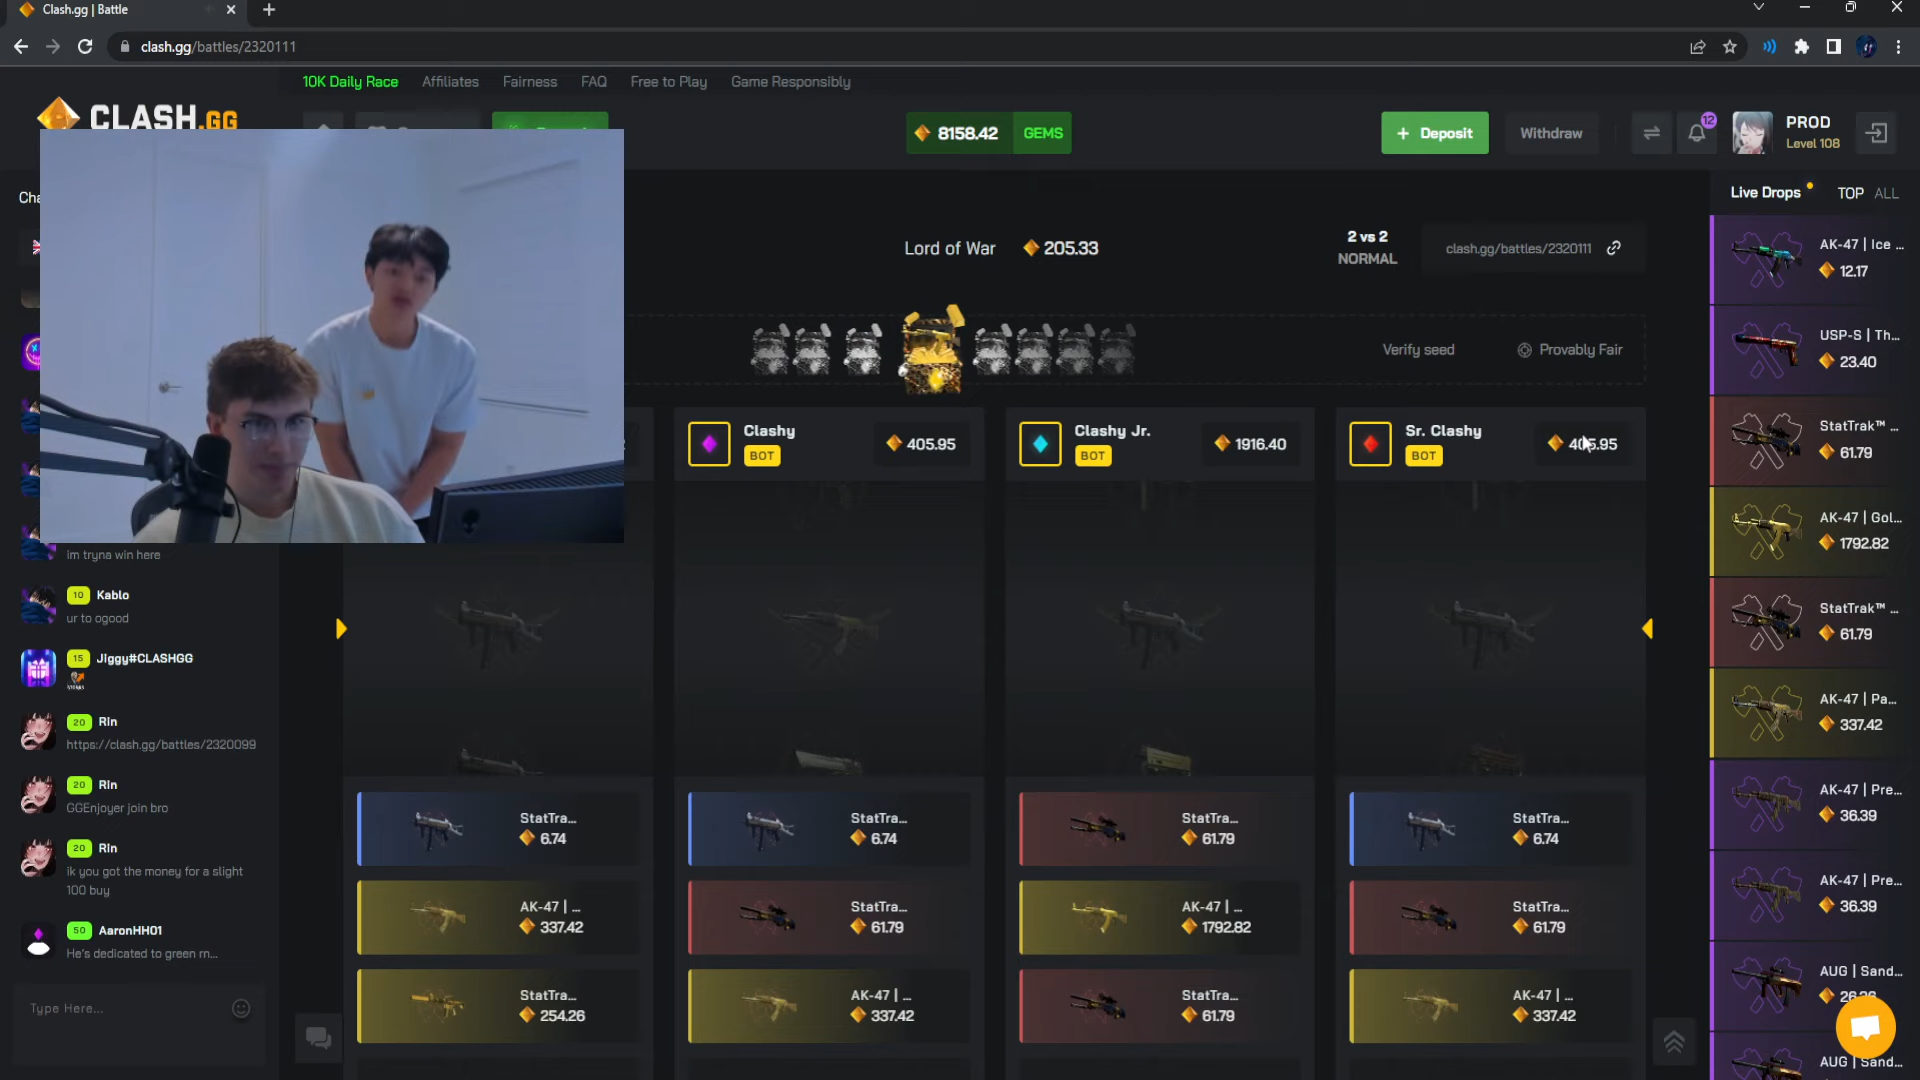 Clash.gg | Battle
clash.gg/battles/2320111
10K Daily Race
Affiliates
Fairness
FAQ
Free to Play
Game Responsibly
CLASH.GG
8158.42
GEMS
+ Deposit
Withdraw
12
PROD
Level 108
Live Drops
TOP
ALL
Lord of War
205.33
2 vs 2
NORMAL
clash.gg/battles/2320111
Verify seed
Provably Fair
Clashy
BOT
405.95
Clashy Jr.
BOT
1916.40
Sr. Clashy
BOT
405.95
StatTra...
6.74
StatTra...
6.74
StatTra...
61.79
StatTra...
6.74
AK-47 | ...
337.42
StatTra...
61.79
AK-47 | ...
1792.82
StatTra...
61.79
StatTra...
254.26
AK-47 | ...
337.42
StatTra...
61.79
AK-47 | ...
337.42
im tryna win here
10 Kablo
ur to ogood
15 Jiggy#CLASHGG
20 Rin
https://clash.gg/battles/2320099
20 Rin
GGEnjoyer join bro
20 Rin
ik you got the money for a slight
100 buy
50 AaronHH01
He's dedicated to green rn...
Type Here...
AK-47 | Ice ...
12.17
USP-S | Th...
23.40
StatTrak™ ...
61.79
AK-47 | Gol...
1792.82
StatTrak™ ...
61.79
AK-47 | Pa...
337.42
AK-47 | Pre...
36.39
AK-47 | Pre...
36.39
AUG | Sand...
AUG | Sand...